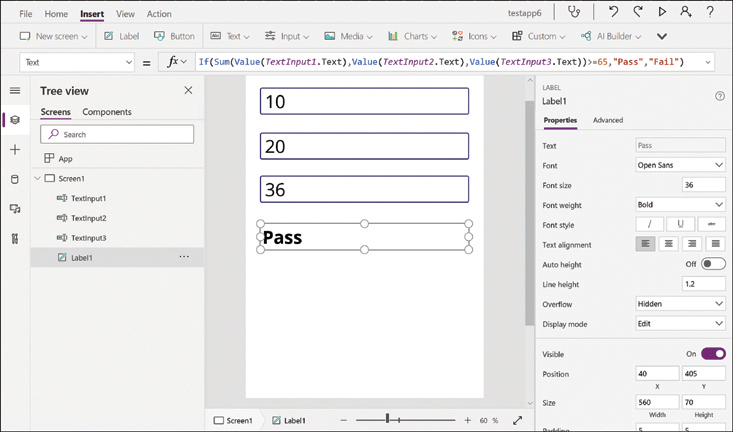 File Home Insert View Action testapp6
New screen Label Button Text Input Media Charts Icons Custom AI Builder
Text = fx If(Sum(Value(TextInput1.Text),Value(TextInput2.Text),Value(TextInput3.Text))>=65,"Pass","Fail")
Tree view
Screens Components
Search
App
Screen1
TextInput1
TextInput2
TextInput3
Label1 ...
10
20
36
Pass
Screen1 Label1 60 %
LABEL
Label1
Properties Advanced
Text Pass
Font Open Sans
Font size 36
Font weight Bold
Font style / U abc
Text alignment
Auto height Off
Line height 1.2
Overflow Hidden
Display mode Edit
Visible On
Position 40 405
X Y
Size 560 70
Width Height
Padding 5 5